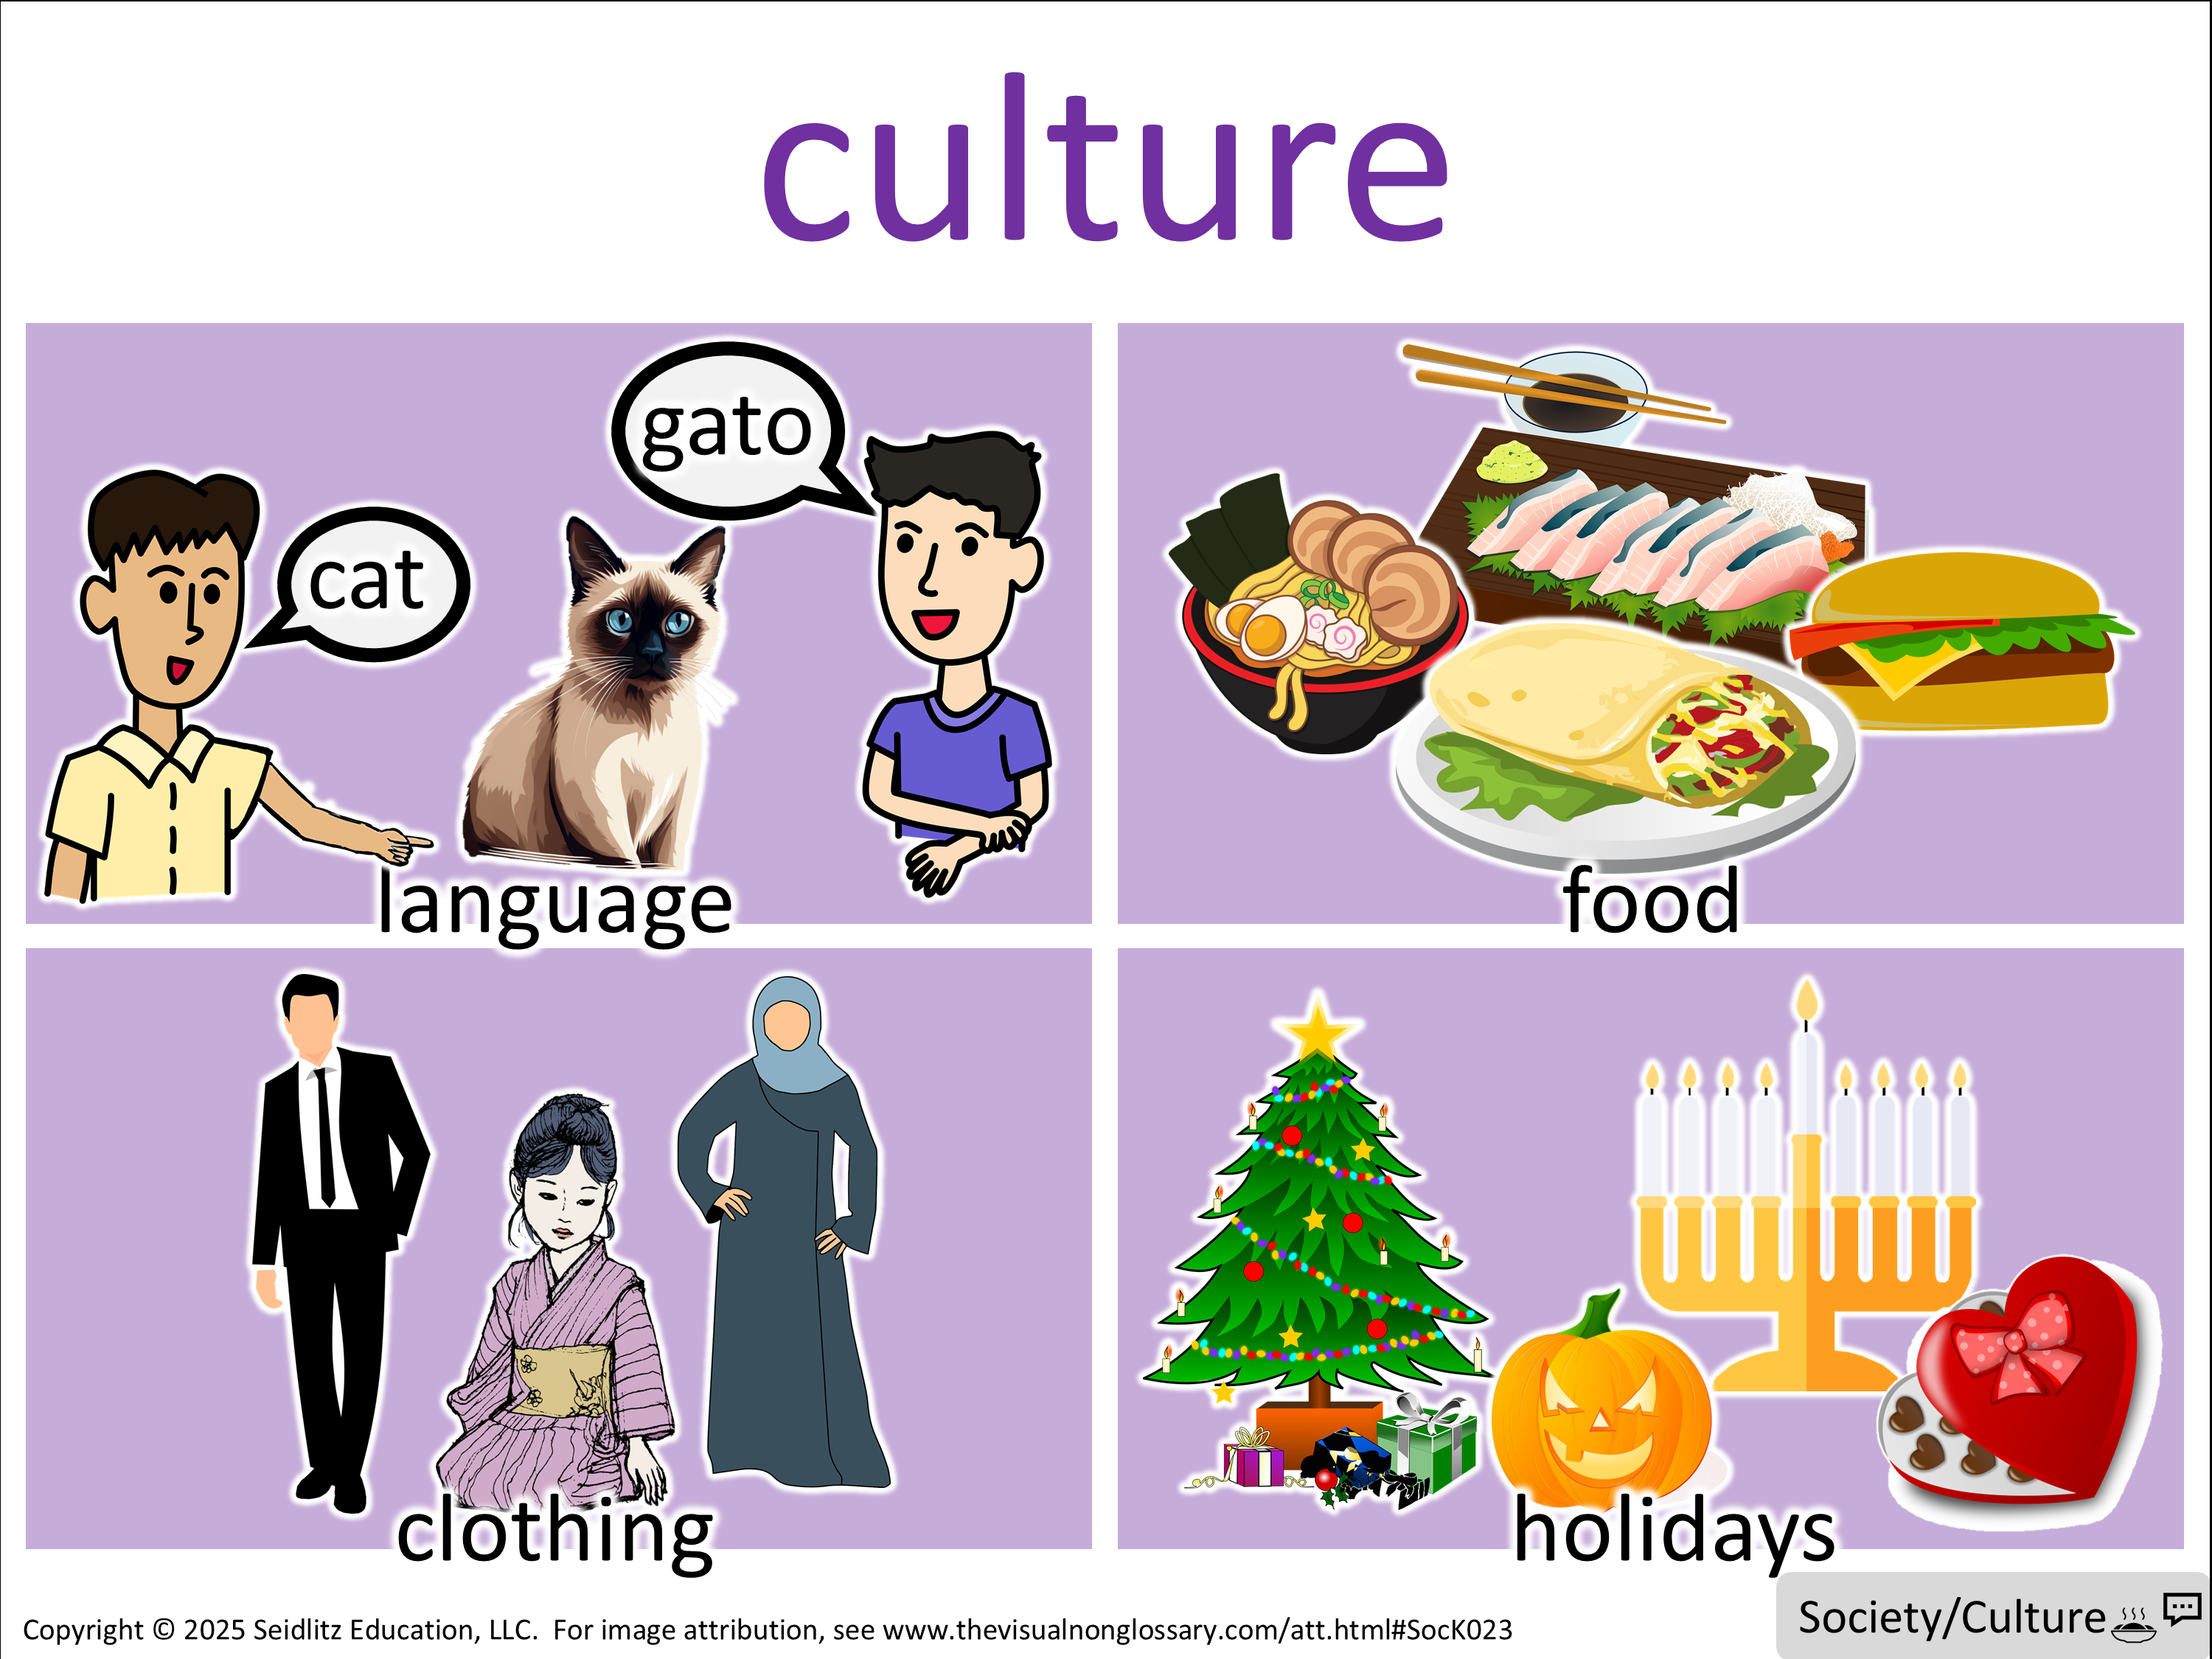 culture
gato
cat
language
food
clothing
holidays
Society/Culture
Copyright © 2025 Seidlitz Education, LLC.  For image attribution, see www.thevisualnonglossary.com/att.html#SocK023